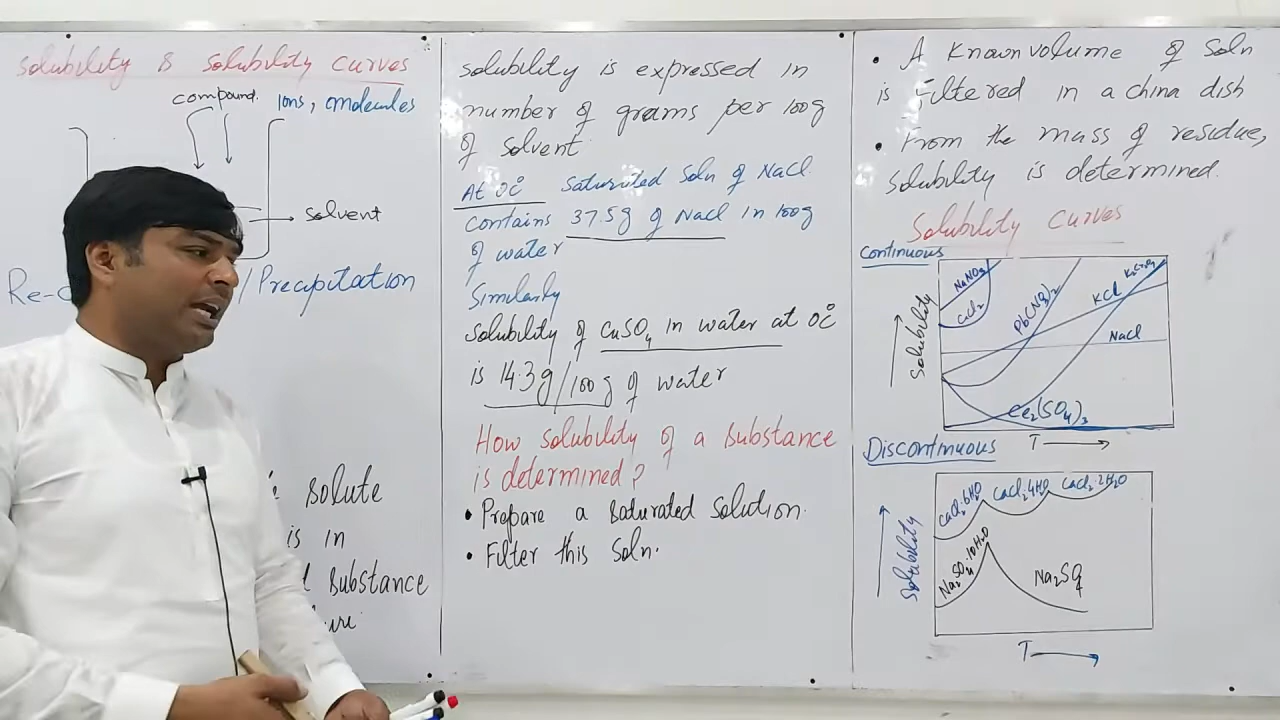 Solubility & Solubility Curves
compound. Ions, molecules
solvent
/Precipitation
solute
is in
substance
solubility is expressed in
number of grams per 100g
of solvent
At 0°C Saturated Soln of NaCl
contains 37.5g of NaCl in 100g
of water
Similarly
Solubility of CuSO4 in water at 0°C
is 14.3g/100g of water
How solubility of a substance
is determined?
• Prepare a saturated solution.
• Filter this soln.
• A known volume of soln
is Filtered in a china dish
• From the mass of residue,
solubility is determined.
Solubility Curves
Continuous
Solubility
NaNO3
CaCl2
Pb(NO3)2
KCl
K2CrO4
NaCl
Ce2(SO4)3
T
Discontinuous
Solubility
CaCl2.6H2O
CaCl2.4H2O
CaCl2.2H2O
Na2SO4.10H2O
Na2SO4
T